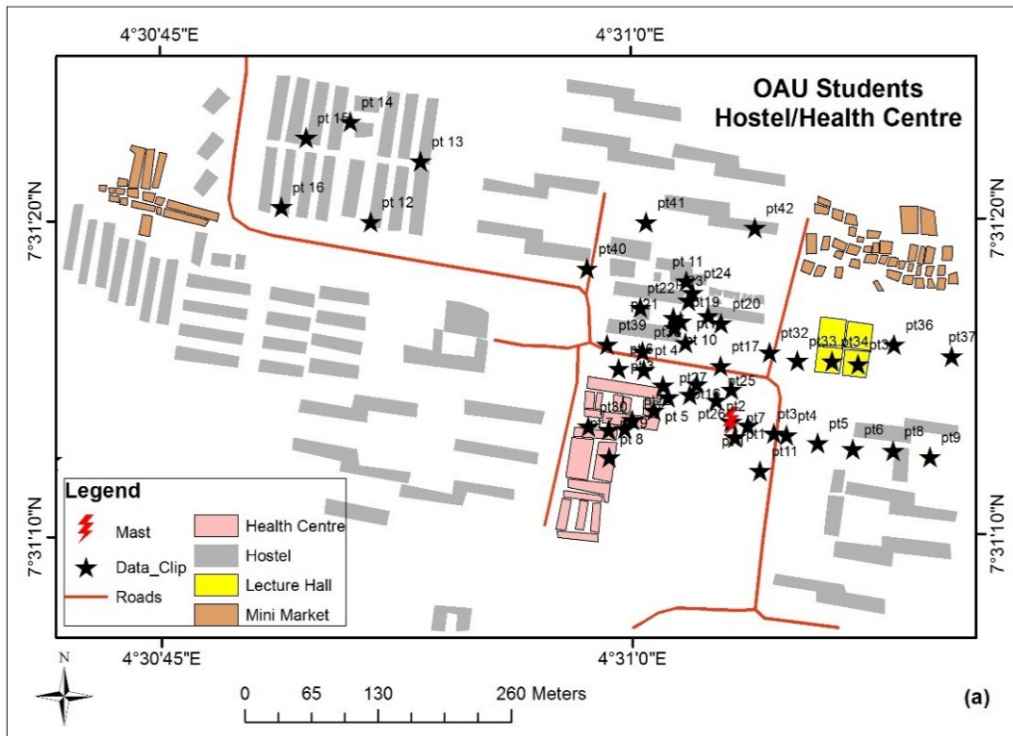 4°30'45"E
4°31'0"E
OAU Students
Hostel/Health Centre
pt 14
pt 15
pt 13
pt 16
pt 12
7°31'20"N
7°31'20"N
pt41
pt42
pt40
pt 11
pt24
pt22
pt19
pt20
pt39
pt 10
pt 4
pt17
pt32
pt33
pt34
pt36
pt37
pt27
pt25
pt26
pt2
pt 5
pt7
pt3
pt4
pt1
pt11
pt5
pt6
pt8
pt9
pt30
pt 8
7°31'10"N
7°31'10"N
Legend
Mast
Data_Clip
Roads
Health Centre
Hostel
Lecture Hall
Mini Market
4°30'45"E
4°31'0"E
N
0 65 130 260 Meters
(a)